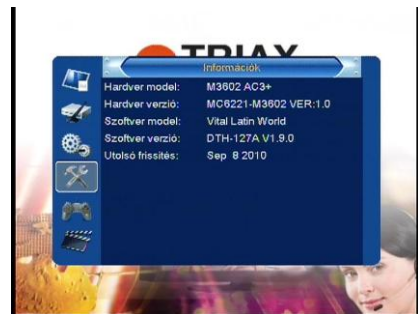 TRIAX
Információk
Hardver model: M3602 AC3+
Hardver verzió: MC6221-M3602 VER:1.0
Szoftver model: Vital Latin World
Szoftver verzió: DTH-127A V1.9.0
Utolsó frissités: Sep 8 2010